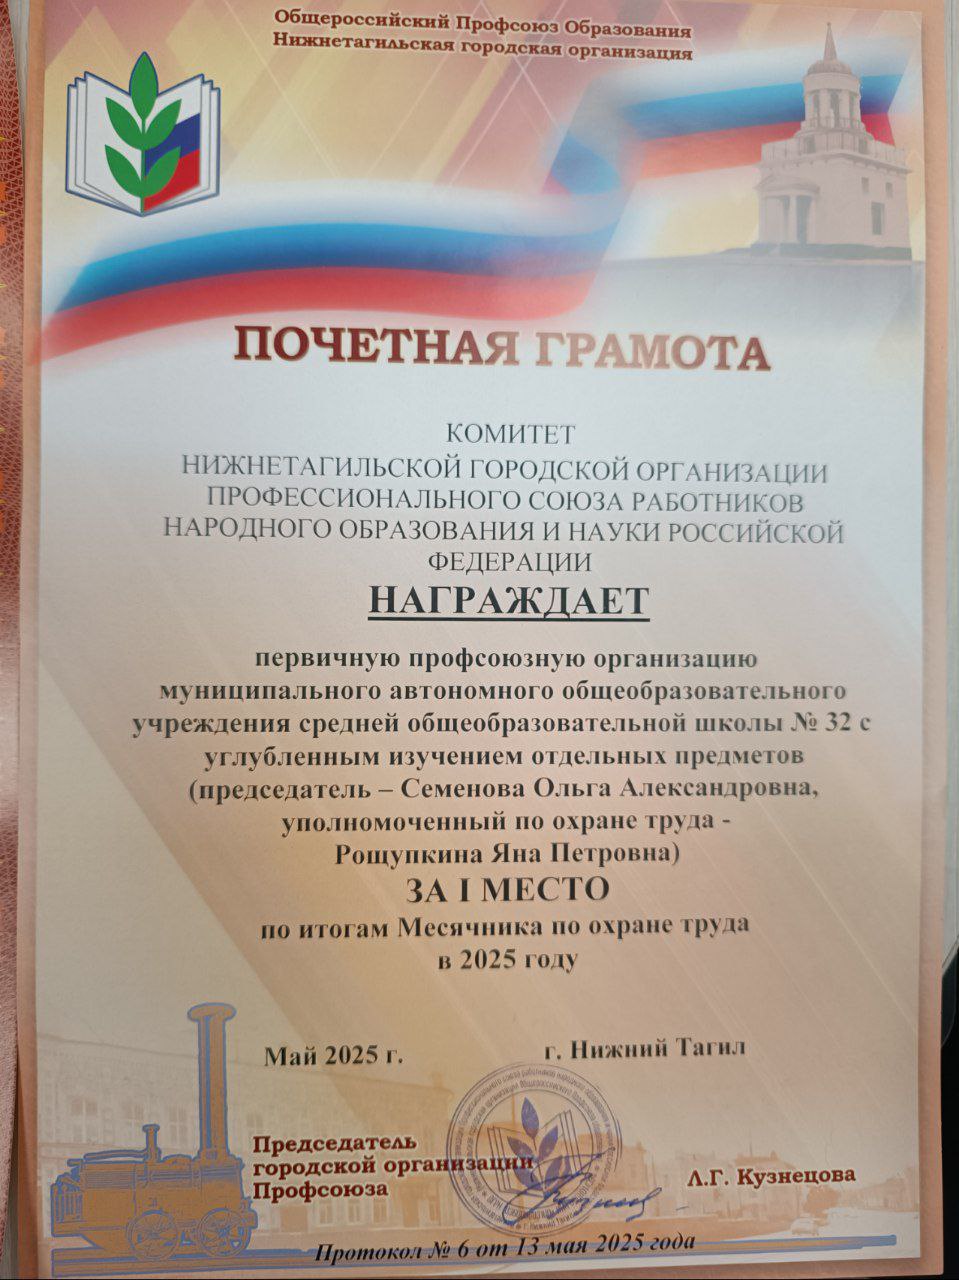 Общероссийский Профсоюз Образования
Нижнетагильская городская организация
ПОЧЕТНАЯ ГРАМОТА
КОМИТЕТ
НИЖНЕТАГИЛЬСКОЙ ГОРОДСКОЙ ОРГАНИЗАЦИИ
ПРОФЕССИОНАЛЬНОГО СОЮЗА РАБОТНИКОВ
НАРОДНОГО ОБРАЗОВАНИЯ И НАУКИ РОССИЙСКОЙ
ФЕДЕРАЦИИ
НАГРАЖДАЕТ
первичную профсоюзную организацию
муниципального автономного общеобразовательного
учреждения средней общеобразовательной школы № 32 с
углубленным изучением отдельных предметов
(председатель – Семенова Ольга Александровна,
уполномоченный по охране труда -
Рощупкина Яна Петровна)
ЗА I МЕСТО
по итогам Месячника по охране труда
в 2025 году
Май 2025 г. г. Нижний Тагил
Председатель
городской организации
Профсоюза
Л.Г. Кузнецова
Протокол № 6 от 13 мая 2025 года